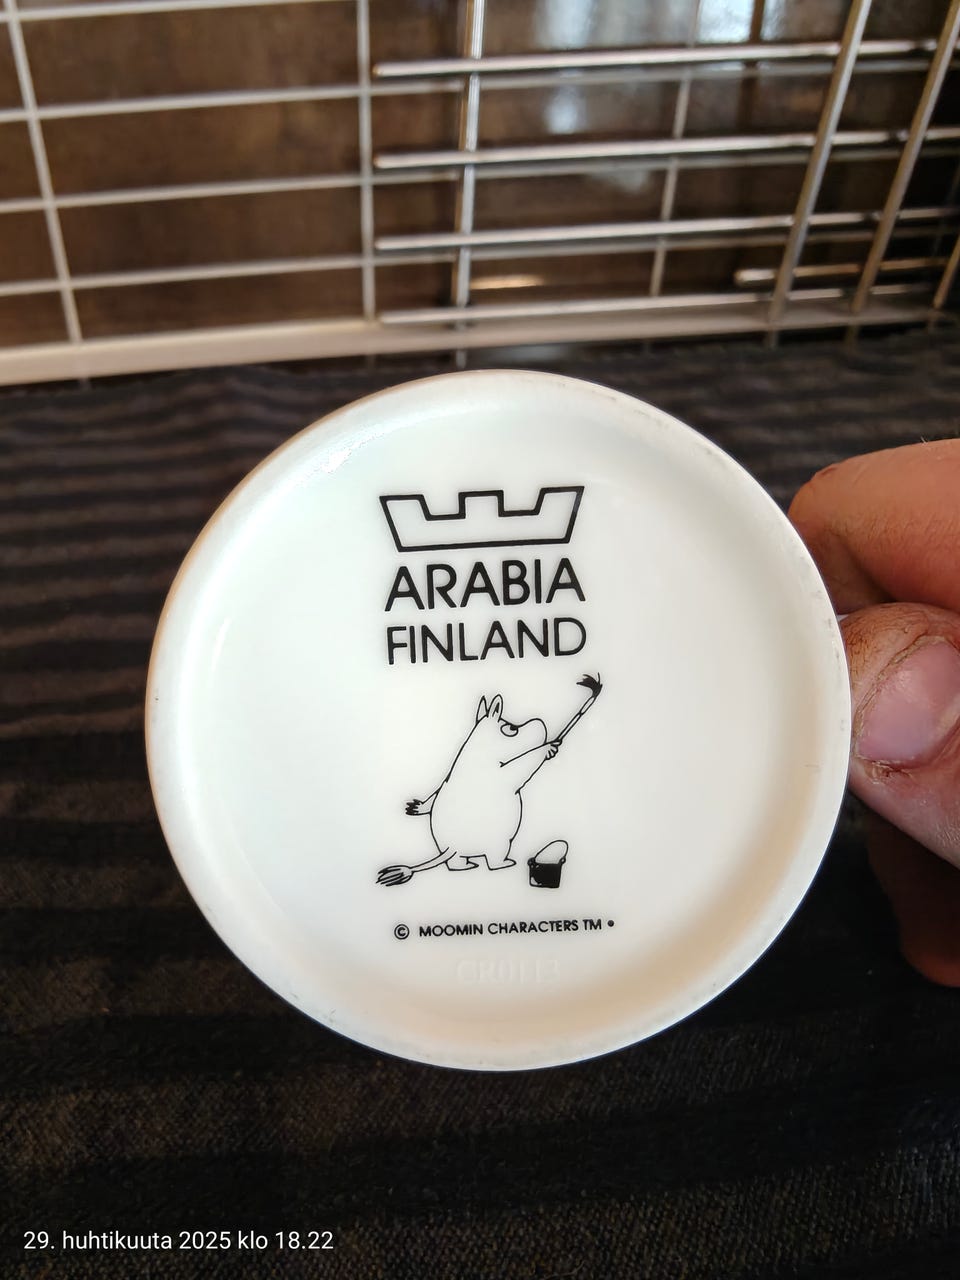 ARABIA
FINLAND
© MOOMIN CHARACTERS TM •
29. huhtikuuta 2025 klo 18.22